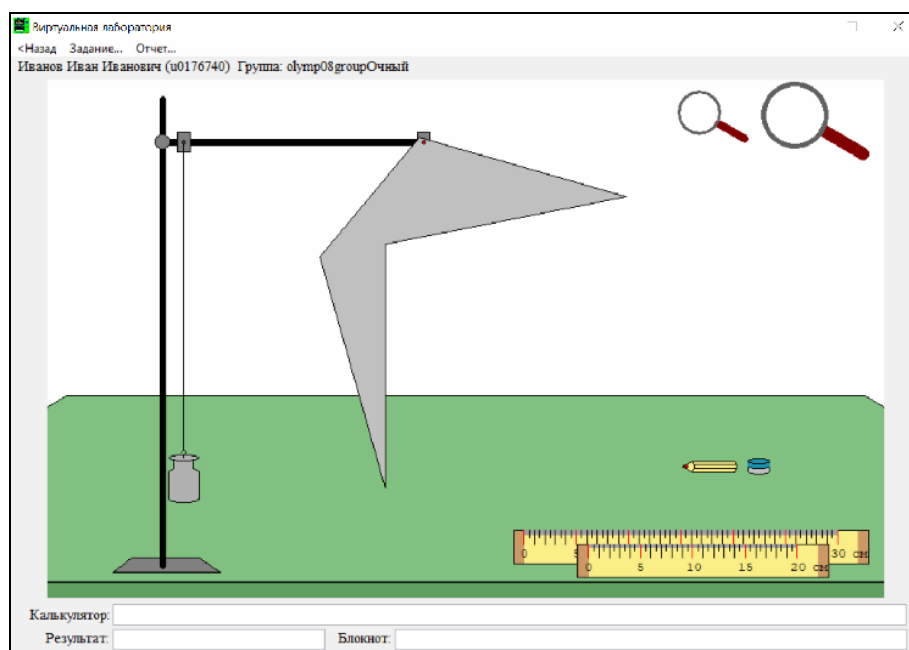 Виртуальная лаборатория
<Назад Задание... Отчет...
Иванов Иван Иванович (u0176740) Группа: olymp08groupОчный
0 5 30 см
0 5 10 15 20 см
Калькулятор:
Результат: Блокнот: